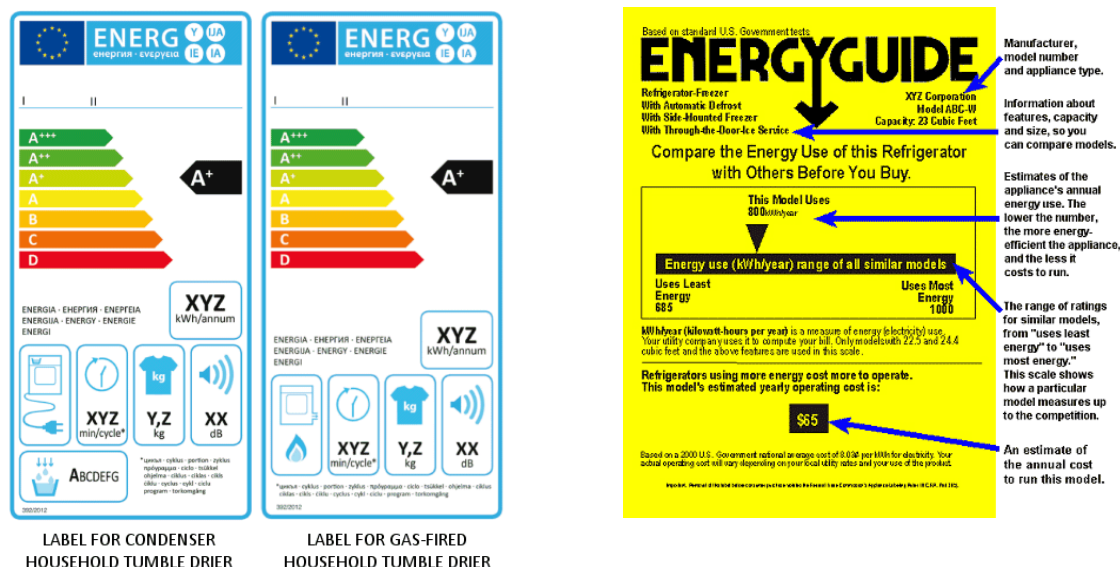 ENERG Y UA
енергия · ενεργεια IE IA
I II
A+++
A++
A+
A
B
C
D
A+
ENERGIA · ЕНЕРГИЯ · ΕΝΕΡΓΕΙΑ
ENERGIJA · ENERGY · ENERGIE
ENERGI
XYZ
kWh/annum
XYZ
min/cycle*
kg
Y,Z
kg
XX
dB
ABCDEFG
392/2012
LABEL FOR CONDENSER
HOUSEHOLD TUMBLE DRIER
ENERG Y UA
енергия · ενεργεια IE IA
I II
A+++
A++
A+
A
B
C
D
A+
ENERGIA · ЕНЕРГИЯ · ΕΝΕΡΓΕΙΑ
ENERGIJA · ENERGY · ENERGIE
ENERGI
XYZ
kWh/annum
XYZ
min/cycle*
kg
Y,Z
kg
XX
dB
392/2012
LABEL FOR GAS-FIRED
HOUSEHOLD TUMBLE DRIER
Based on standard U.S. Government tests
ENERGYGUIDE
Refrigerator-Freezer
With Automatic Defrost
With Side-Mounted Freezer
With Through-the-Door-Ice Service
XYZ Corporation
Model ABC-W
Capacity: 23 Cubic Feet
Compare the Energy Use of this Refrigerator
with Others Before You Buy.
This Model Uses
800kWh/year
Energy use (kWh/year) range of all similar models
Uses Least
Energy
685
Uses Most
Energy
1000
kWh/year (kilowatt-hours per year) is a measure of energy (electricity) use.
Your utility company uses it to compute your bill. Only models with 22.5 and 24.4
cubic feet and the above features are used in this scale.
Refrigerators using more energy cost more to operate.
This model's estimated yearly operating cost is:
$65
Based on a 2000 U.S. Government national average cost of 8.03¢ per kWh for electricity. Your
actual operating cost will vary depending on your local utility rates and your use of the product.
Manufacturer,
model number
and appliance type.
Information about
features, capacity
and size, so you
can compare models.
Estimates of the
appliance's annual
energy use. The
lower the number,
the more energy-
efficient the appliance,
and the less it
costs to run.
The range of ratings
for similar models,
from "uses least
energy" to "uses
most energy."
This scale shows
how a particular
model measures up
to the competition.
An estimate of
the annual cost
to run this model.